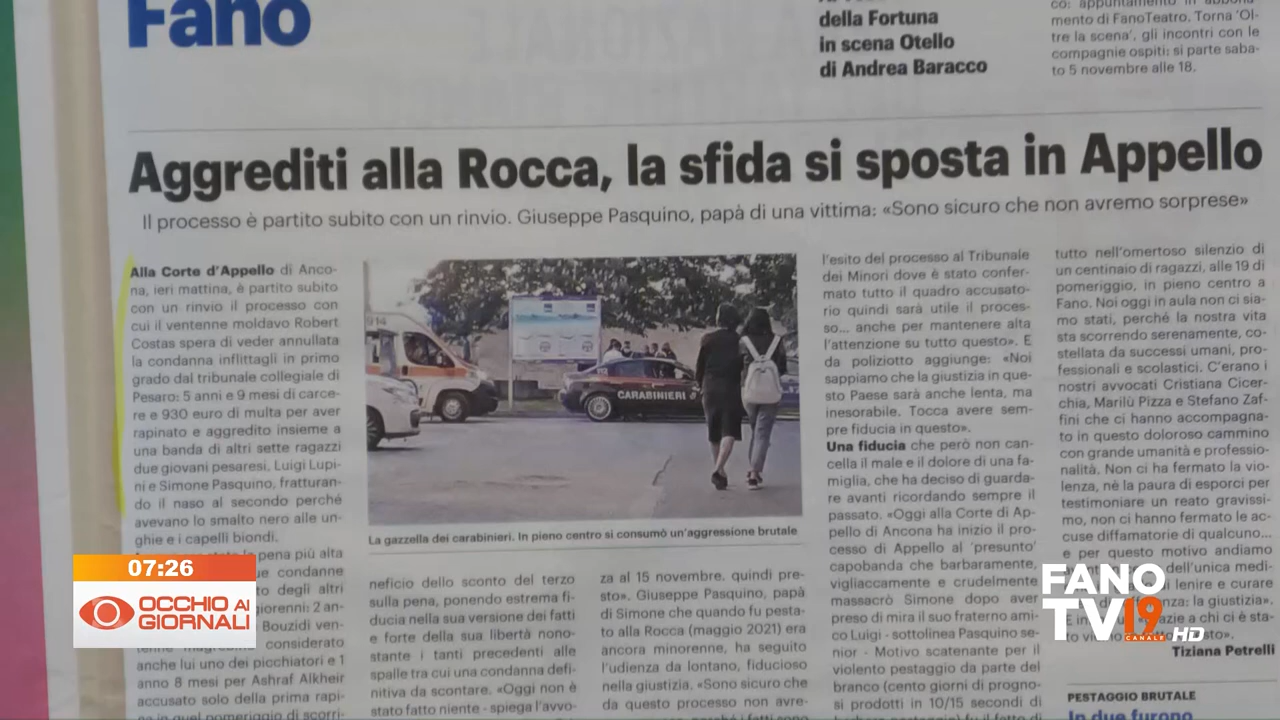 Fano
della Fortuna
in scena Otello
di Andrea Baracco
mento di FanoTeatro. Torna 'Ol-
tre la scena', gli incontri con le
compagnie ospiti: si parte saba-
to 5 novembre alle 18.
Aggrediti alla Rocca, la sfida si sposta in Appello
Il processo è partito subito con un rinvio. Giuseppe Pasquino, papà di una vittima: «Sono sicuro che non avremo sorprese»
Alla Corte d'Appello di Anco-
na, ieri mattina, è partito subito
con un rinvio il processo con
cui il ventenne moldavo Robert
Costas spera di veder annullata
la condanna inflittagli in primo
grado dal tribunale collegiale di
Pesaro: 5 anni e 9 mesi di carce-
re e 930 euro di multa per aver
rapinato e aggredito insieme a
una banda di altri sette ragazzi
due giovani pesaresi, Luigi Lupi-
ni e Simone Pasquino, fratturan-
do il naso al secondo perché
avevano lo smalto nero alle un-
ghie e i capelli biondi.
pena più alta
condanne
degli altri
2 an-
Bouzidi ven-
considerato
anche lui uno dei picchiatori e 1
anno 8 mesi per Ashraf Alkheir
accusato solo della prima rapi-
914
112
CARABINIERI
La gazzella dei carabinieri. In pieno centro si consumò un'aggressione brutale
neficio dello sconto del terzo
sulla pena, ponendo estrema fi-
ducia nella sua versione dei fatti
e forte della sua libertà nono-
stante i tanti precedenti alle
spalle tra cui una condanna defi-
nitiva da scontare. «Oggi non è
stato fatto niente - spiega l'avvo-
za al 15 novembre, quindi pre-
sto». Giuseppe Pasquino, papà
di Simone che quando fu pesta-
to alla Rocca (maggio 2021) era
ancora minorenne, ha seguito
l'udienza da lontano, fiducioso
nella giustizia. «Sono sicuro che
da questo processo non avre-
l'esito del processo al Tribunale
dei Minori dove è stato confer-
mato tutto il quadro accusato-
rio quindi sarà utile il proces-
so... anche per mantenere alta
l'attenzione su tutto questo». E
da poliziotto aggiunge: «Noi
sappiamo che la giustizia in que-
sto Paese sarà anche lenta, ma
inesorabile. Tocca avere sem-
pre fiducia in questo».
Una fiducia che però non can-
cella il male e il dolore di una fa-
miglia, che ha deciso di guarda-
re avanti ricordando sempre il
passato. «Oggi alla Corte di Ap-
pello di Ancona ha inizio il pro-
cesso di Appello al 'presunto'
capobanda che barbaramente,
vigliaccamente e crudelmente
massacrò Simone dopo aver
preso di mira il suo fraterno ami-
co Luigi - sottolinea Pasquino se-
nior - Motivo scatenante per il
violento pestaggio da parte del
branco (cento giorni di progno-
si prodotti in 10/15 secondi di
tutto nell'omertoso silenzio di
un centinaio di ragazzi, alle 19 di
pomeriggio, in pieno centro a
Fano. Noi oggi in aula non ci sia-
mo stati, perché la nostra vita
sta scorrendo serenamente, co-
stellata da successi umani, pro-
fessionali e scolastici. C'erano i
nostri avvocati Cristiana Cicer-
chia, Marilù Pizza e Stefano Zaf-
fini che ci hanno accompagna-
to in questo doloroso cammino
con grande umanità e professio-
nalità. Non ci ha fermato la vio-
lenza, nè la paura di esporci per
testimoniare un reato gravissi-
mo, non ci hanno fermato le ac-
cuse diffamatorie di qualcuno...
e per questo motivo andiamo
dell'unica medi-
lenire e curare
la giustizia».
a chi ci è sta-
Tiziana Petrelli
PESTAGGIO BRUTALE
In due furono
07:26
OCCHIO AI
GIORNALI
FANO
TV19
CANALE HD